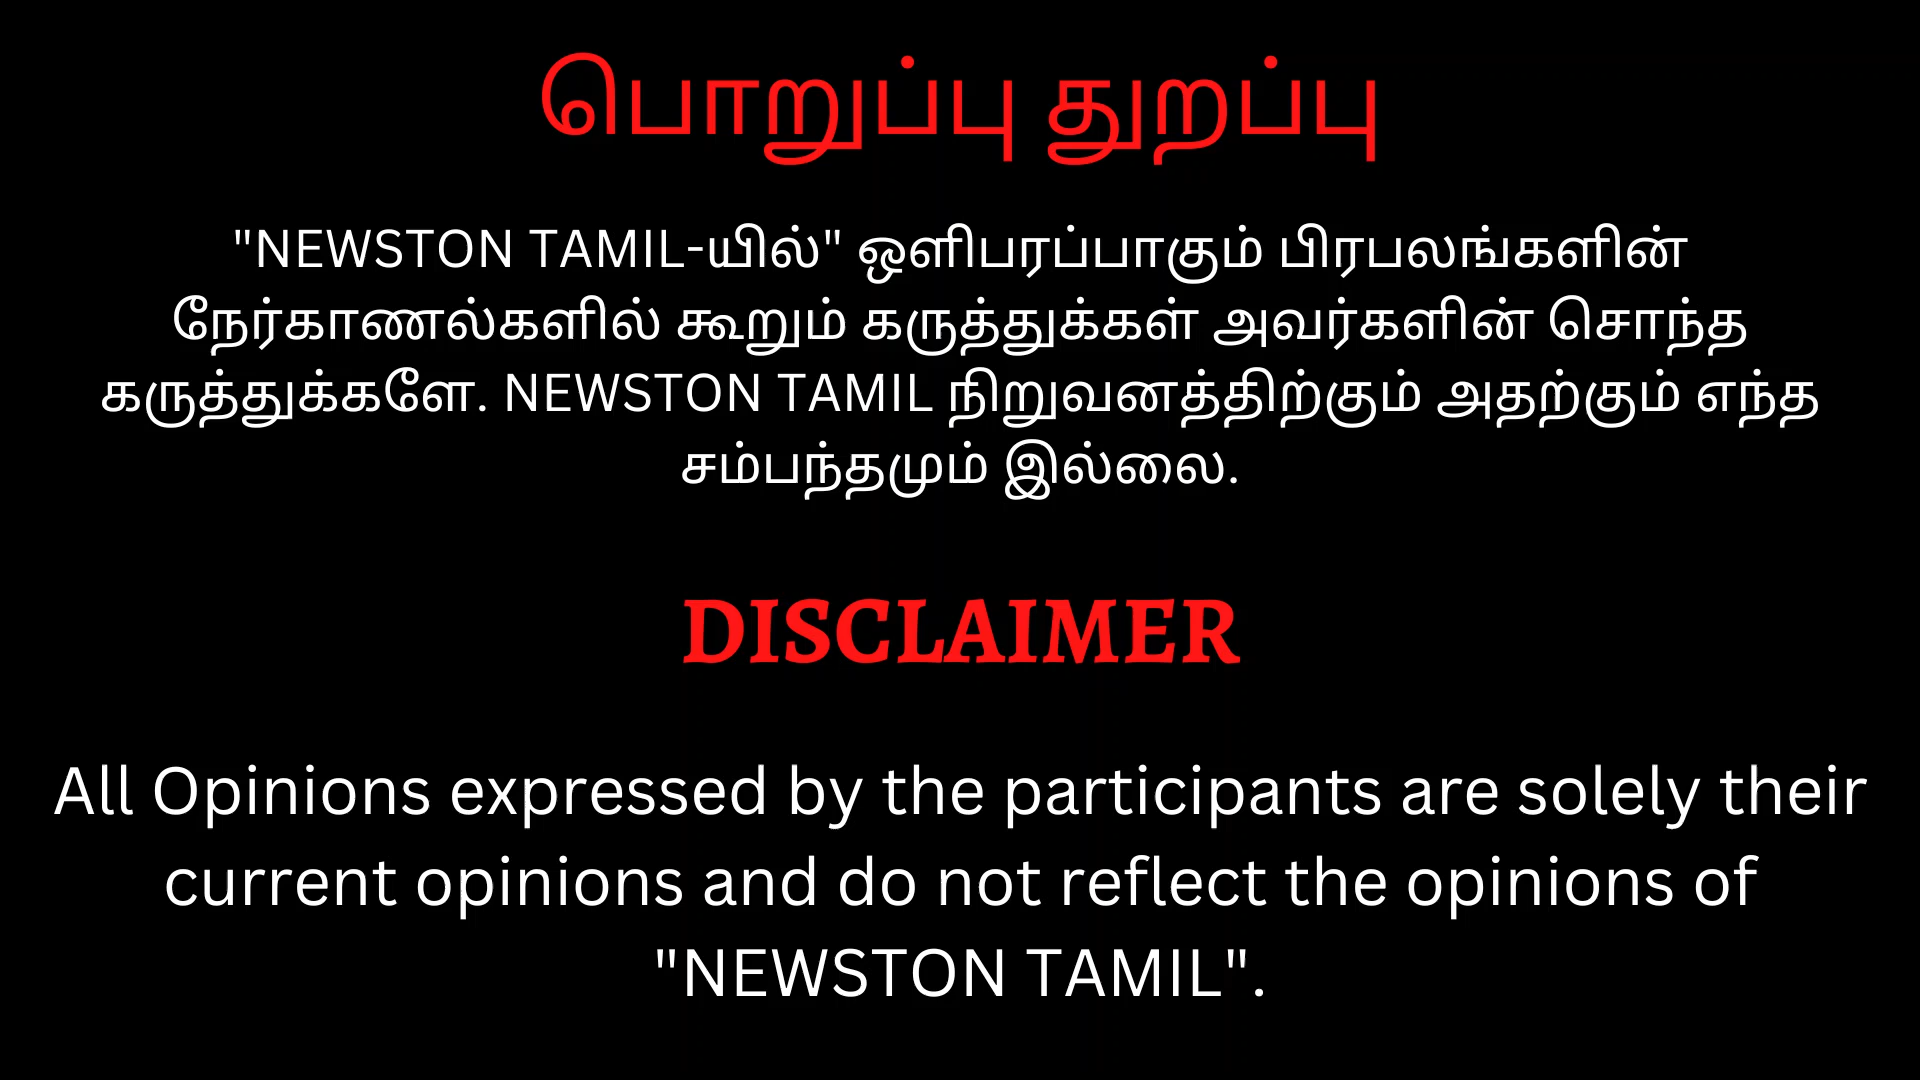 பொறுப்பு துறப்பு
"NEWSTON TAMIL-யில்" ஒளிபரப்பாகும் பிரபலங்களின்
நேர்காணல்களில் கூறும் கருத்துக்கள் அவர்களின் சொந்த
கருத்துக்களே. NEWSTON TAMIL நிறுவனத்திற்கும் அதற்கும் எந்த
சம்பந்தமும் இல்லை.
DISCLAIMER
All Opinions expressed by the participants are solely their
current opinions and do not reflect the opinions of
"NEWSTON TAMIL".